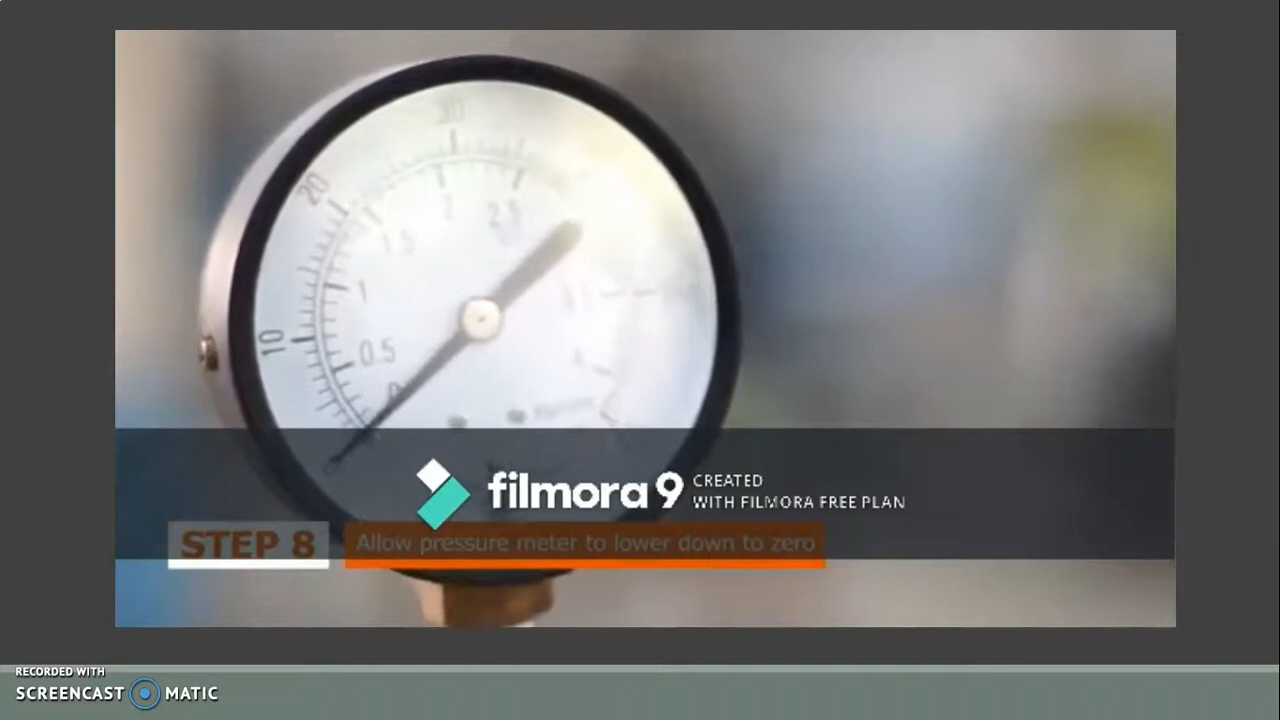 30
20
2
2.5
1.5
1
10
0.5
0
filmora 9 CREATED
WITH FILMORA FREE PLAN
STEP 8 Allow pressure meter to lower down to zero
RECORDED WITH
SCREENCAST MATIC